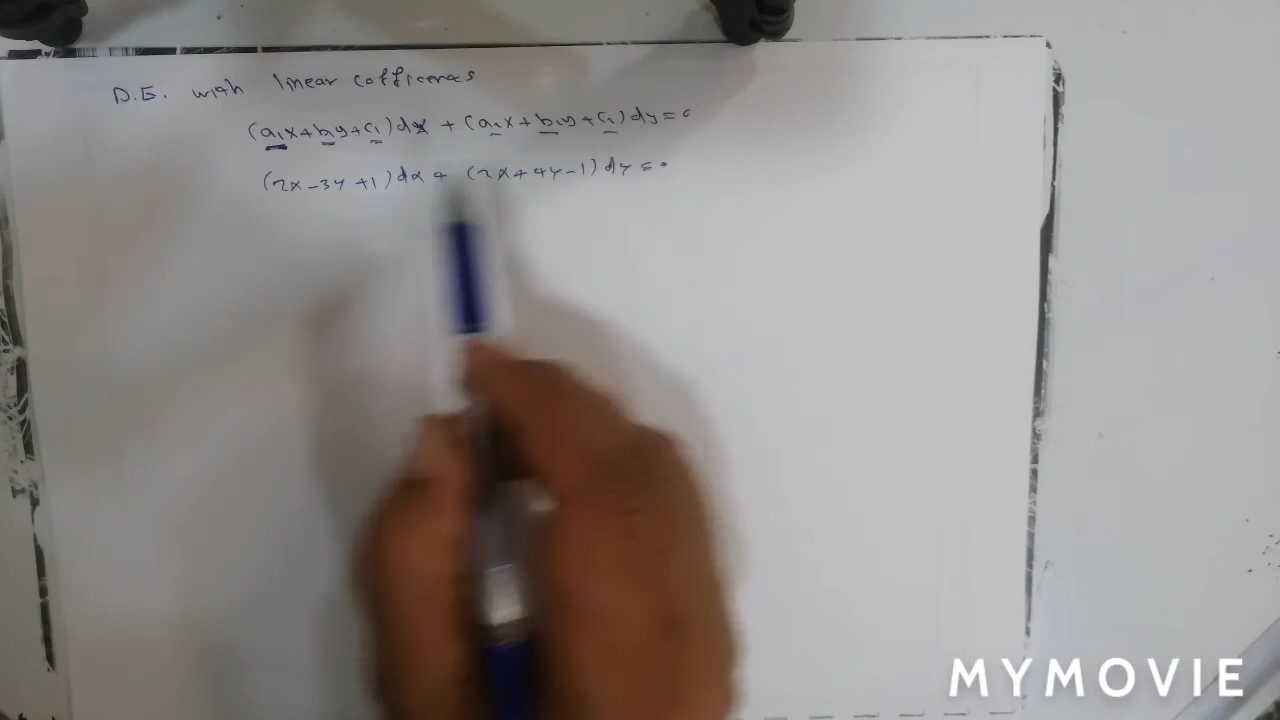 D.E. with linear cofficenes
(a₁x+b₁y+c₁)dx + (a₂x+b₂y+c₂)dy=0
(2x-3y+1)dx + (2x+4y-1)dy=0
MYMOVIE